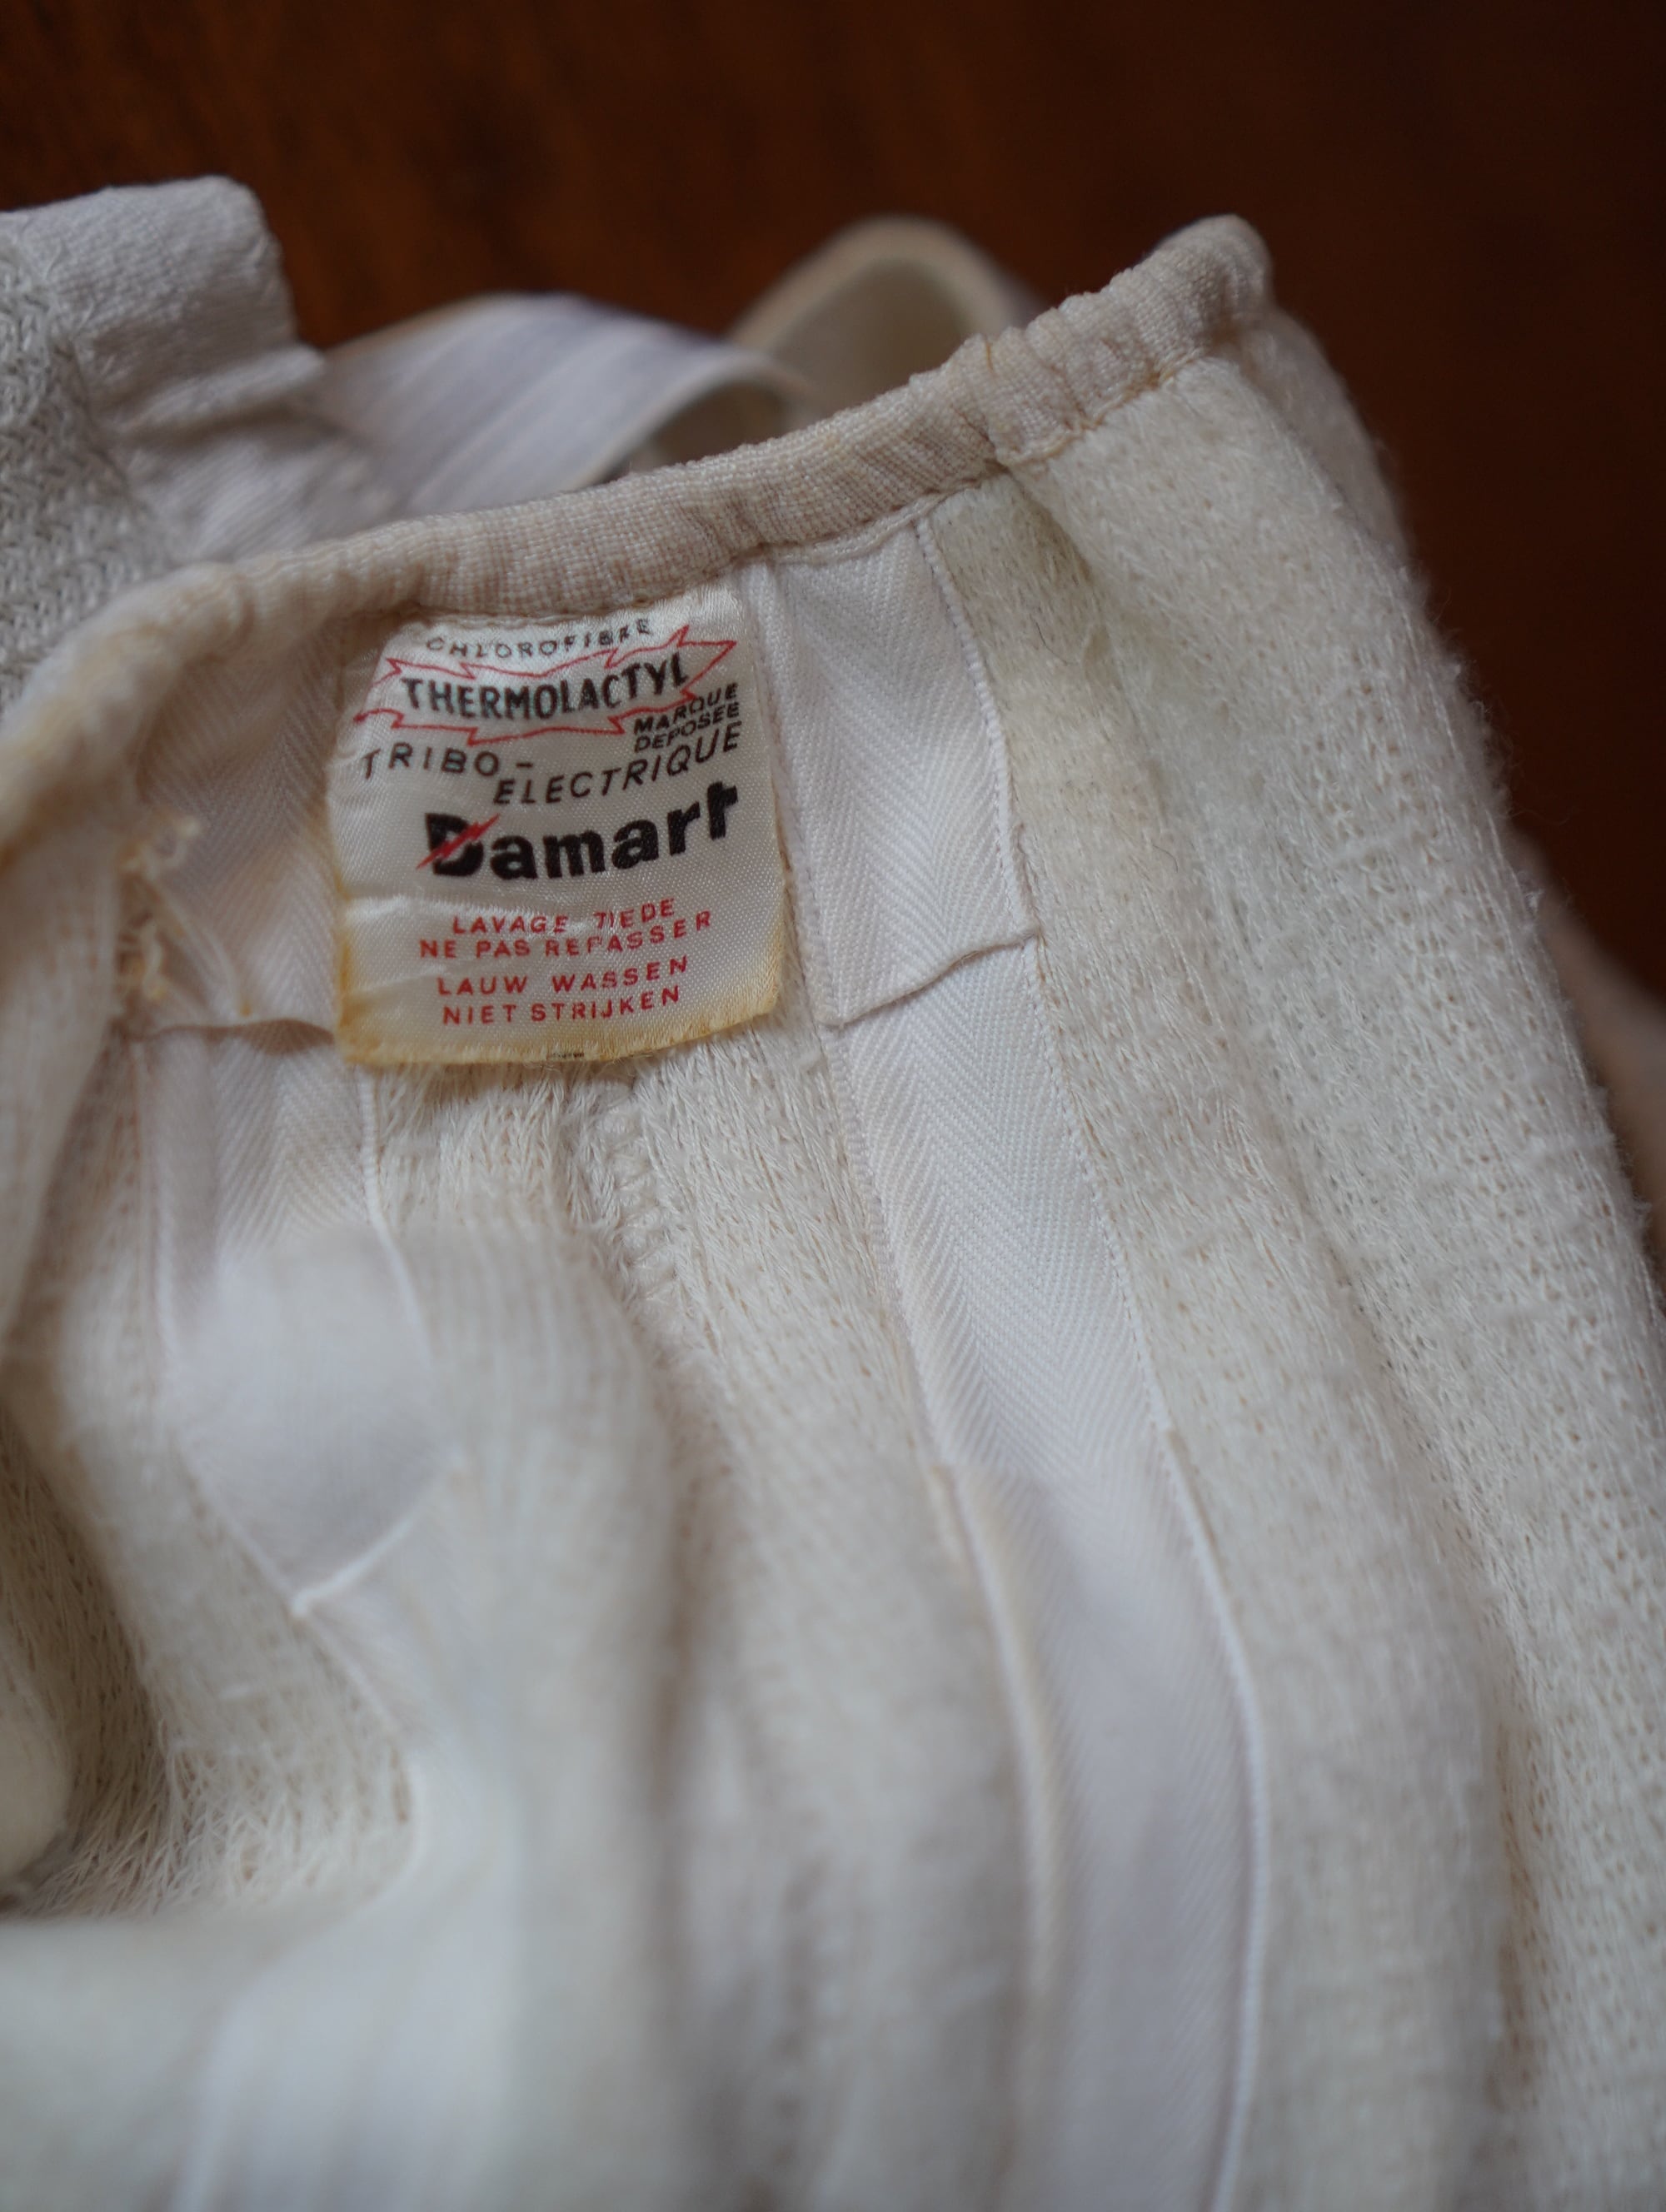 CHLOROFIBRE
THERMOLACTYL
MARQUE
DEPOSEE
TRIBO-
ELECTRIQUE
Damart
LAVAGE TIEDE
NE PAS REPASSER
LAUW WASSEN
NIET STRIJKEN